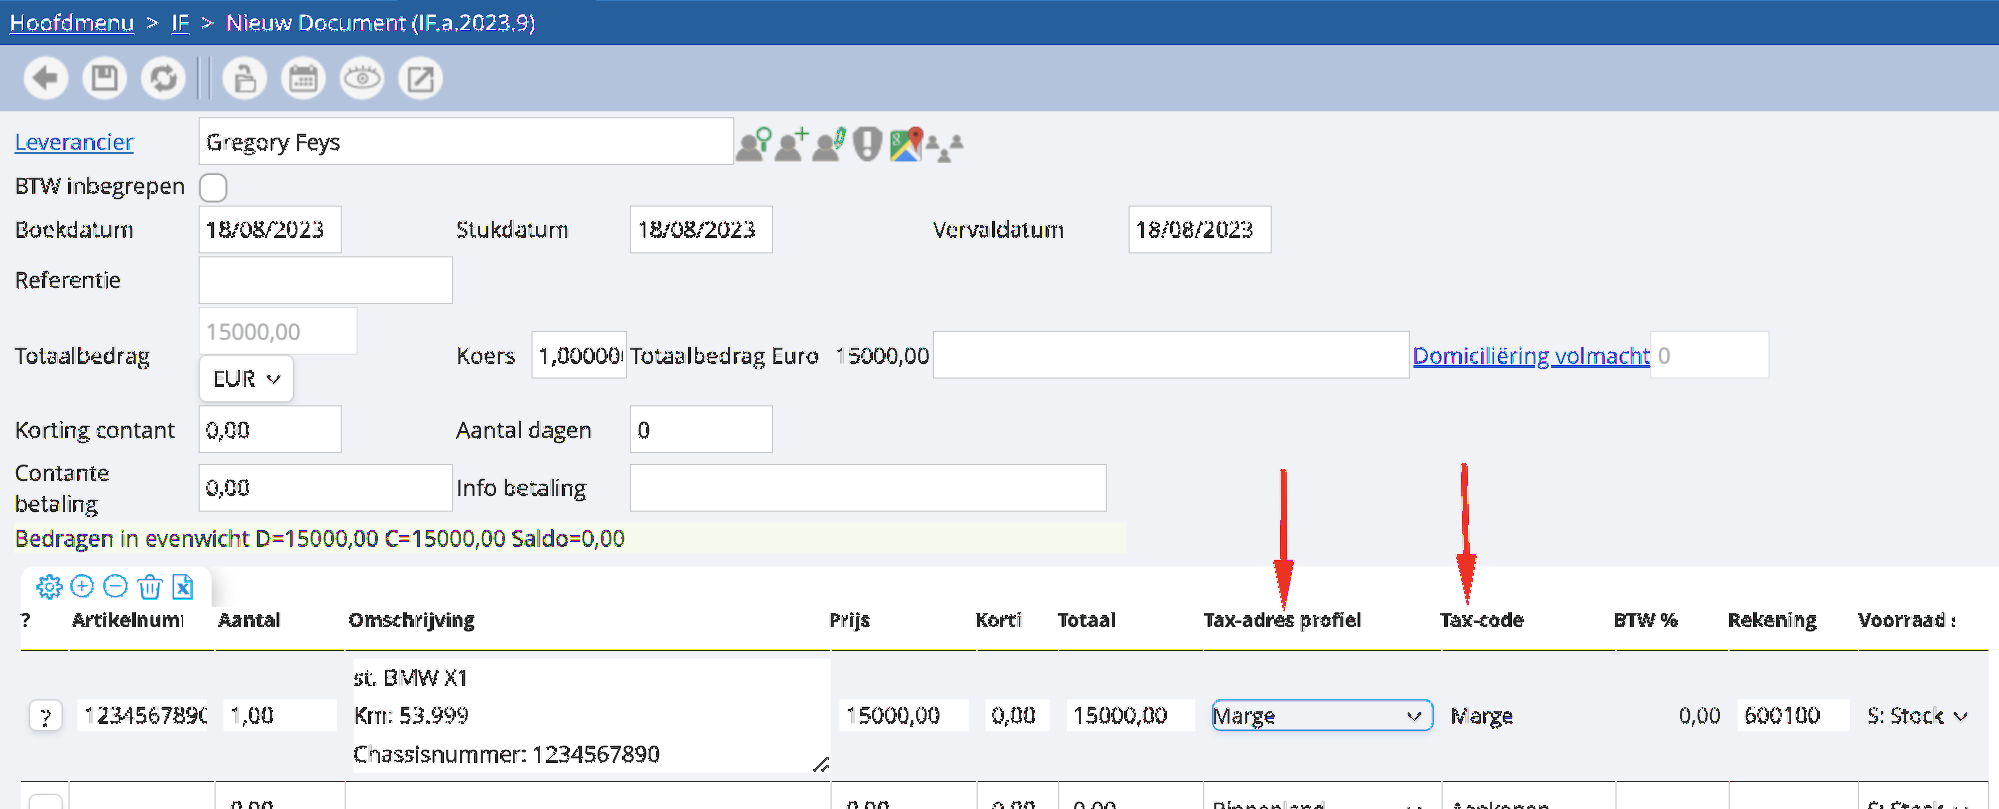 Hoofdmenu > IF > Nieuw Document (IF.a.2023.9)
Leverancier Gregory Feys
BTW inbegrepen
Boekdatum 18/08/2023 Stukdatum 18/08/2023 Vervaldatum 18/08/2023
Referentie
Totaalbedrag 15000,00 EUR Koers 1,00000 Totaalbedrag Euro 15000,00 Domiciliëring volmacht 0
Korting contant 0,00 Aantal dagen 0
Contante betaling 0,00 Info betaling
Bedragen in evenwicht D=15000,00 C=15000,00 Saldo=0,00
? Artikelnum Aantal Omschrijving Prijs Korti Totaal Tax-adres profiel Tax-code BTW % Rekening Voorraad
st. BMW X1
? 1234567890 1,00 Km: 53.999 15000,00 0,00 15000,00 Marge Marge 0,00 600100 S: Stock
Chassisnummer: 1234567890
0,00 0,00 0,00 0,00 Binnenland Aankopen S: Stock